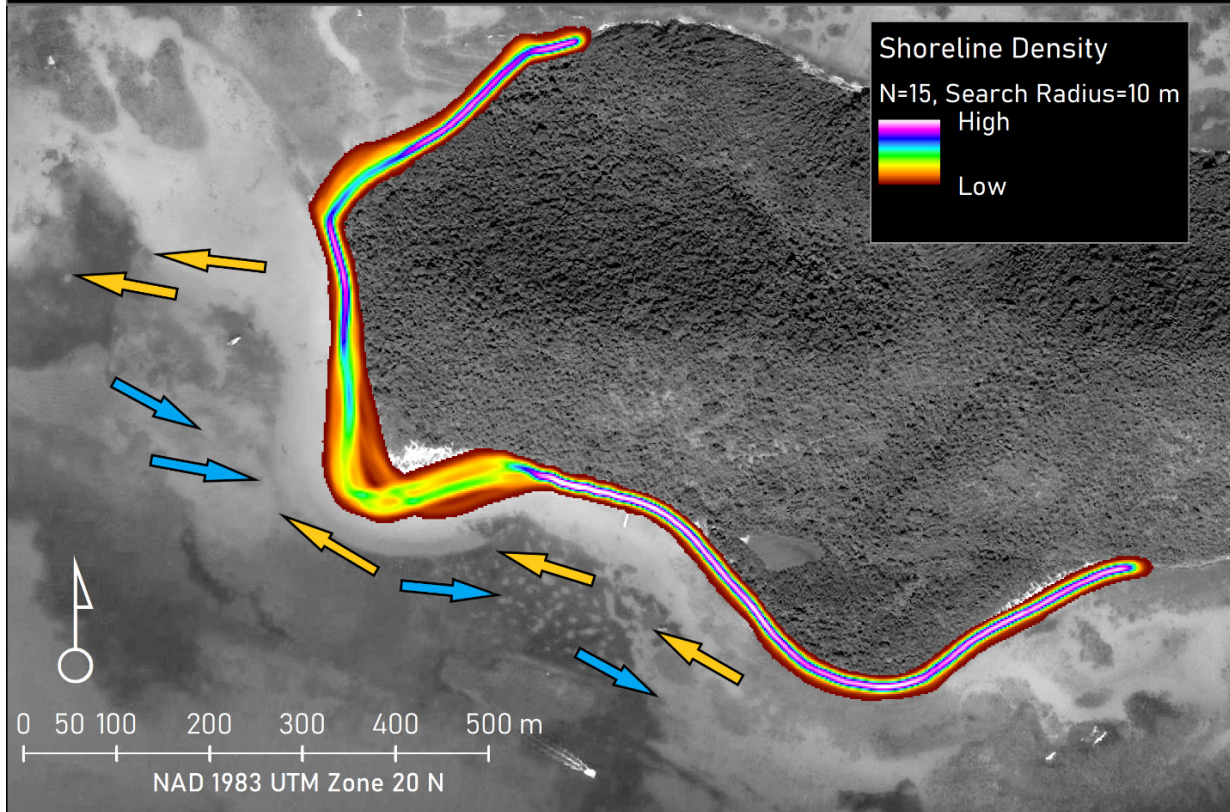 Shoreline Density
N=15, Search Radius=10 m
High
Low
0 50 100 200 300 400 500 m
NAD 1983 UTM Zone 20 N